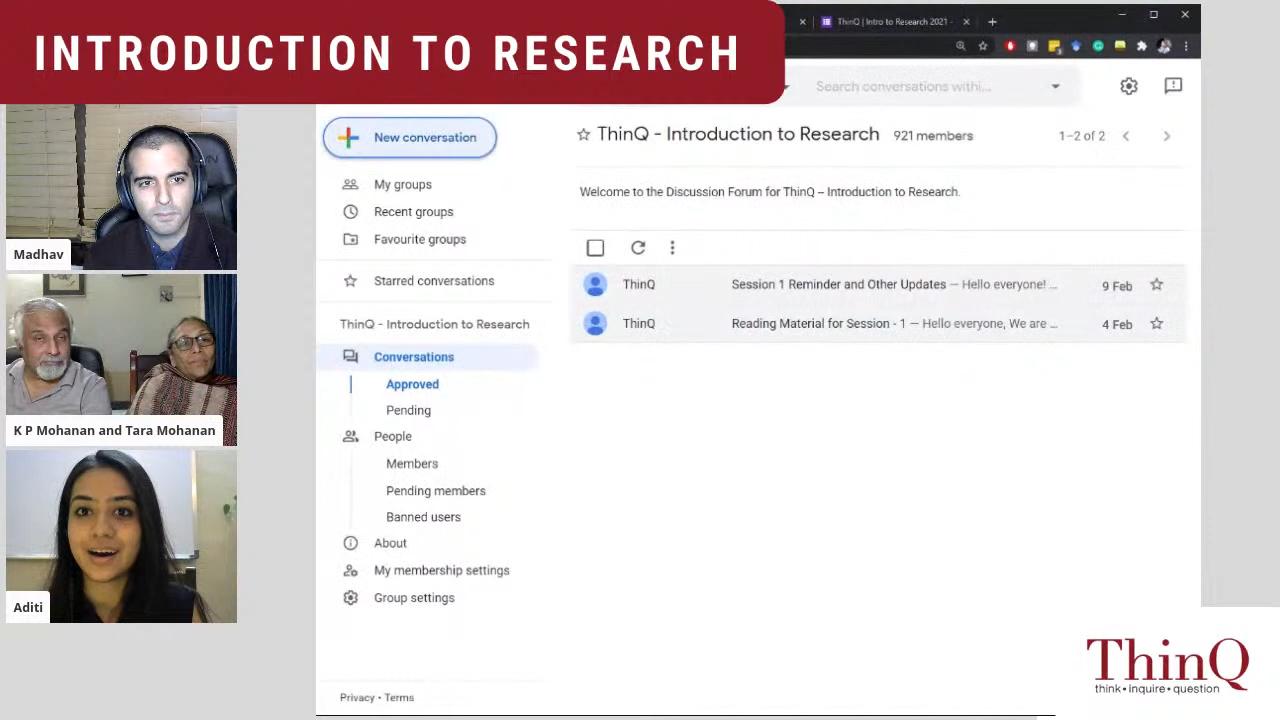 INTRODUCTION TO RESEARCH
ThinQ | Intro to Research 2021 -
Search conversations withi...
New conversation
ThinQ - Introduction to Research 921 members
1–2 of 2
My groups
Welcome to the Discussion Forum for ThinQ – Introduction to Research.
Recent groups
Favourite groups
Madhav
Starred conversations
ThinQ Session 1 Reminder and Other Updates – Hello everyone! ... 9 Feb
ThinQ Reading Material for Session - 1 – Hello everyone, We are ... 4 Feb
ThinQ - Introduction to Research
Conversations
Approved
Pending
K P Mohanan and Tara Mohanan
People
Members
Pending members
Banned users
About
My membership settings
Group settings
Aditi
Privacy • Terms
ThinQ
think•inquire•question